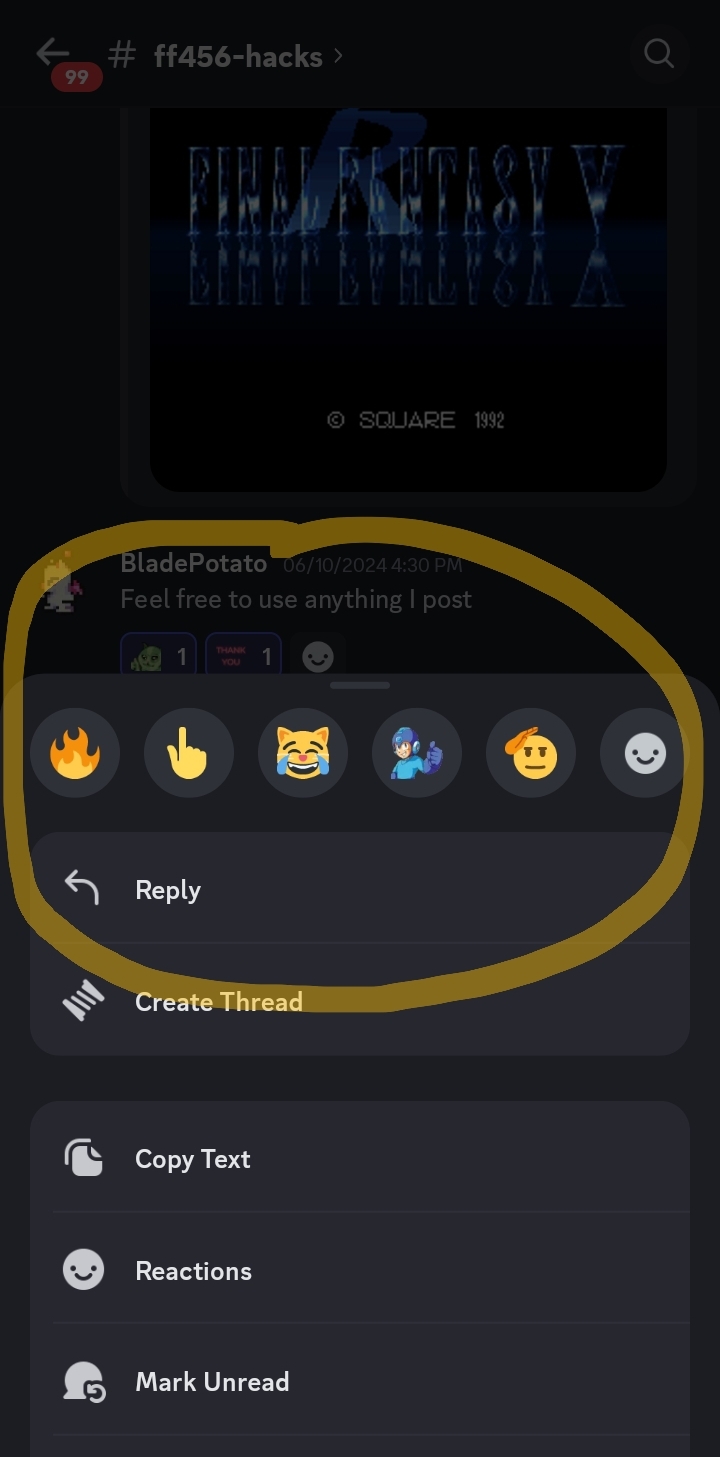 # ff456-hacks
99
FINAL FANTASY V
R
© SQUARE 1992
BladePotato 06/10/2024 4:30 PM
Feel free to use anything I post
1 THANK YOU 1
Reply
Create Thread
Copy Text
Reactions
Mark Unread